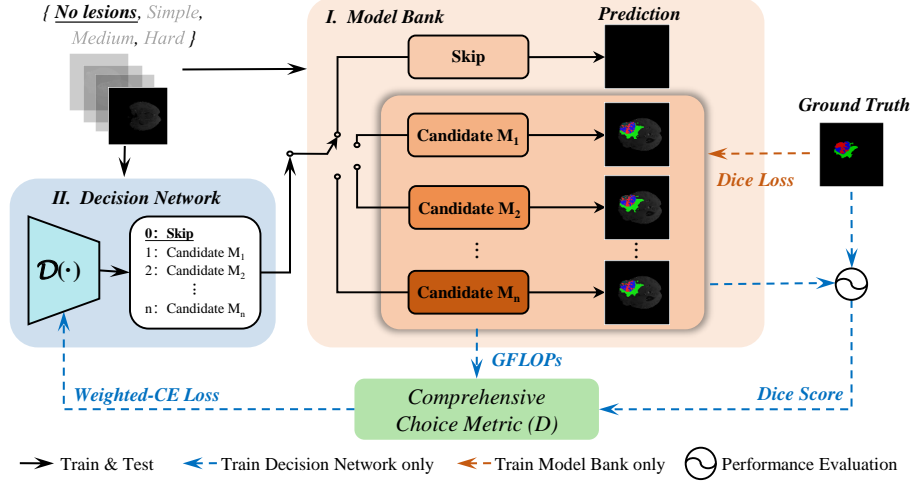 { No lesions, Simple,
Medium, Hard }
I. Model Bank
Prediction
Skip
Ground Truth
Candidate M1
Dice Loss
II. Decision Network
Candidate M2
D(·)
0: Skip
1: Candidate M1
2: Candidate M2
⋮
n: Candidate Mn
⋮
⋮
Candidate Mn
GFLOPs
Weighted-CE Loss
Comprehensive
Choice Metric (D)
Dice Score
Train & Test
Train Decision Network only
Train Model Bank only
Performance Evaluation